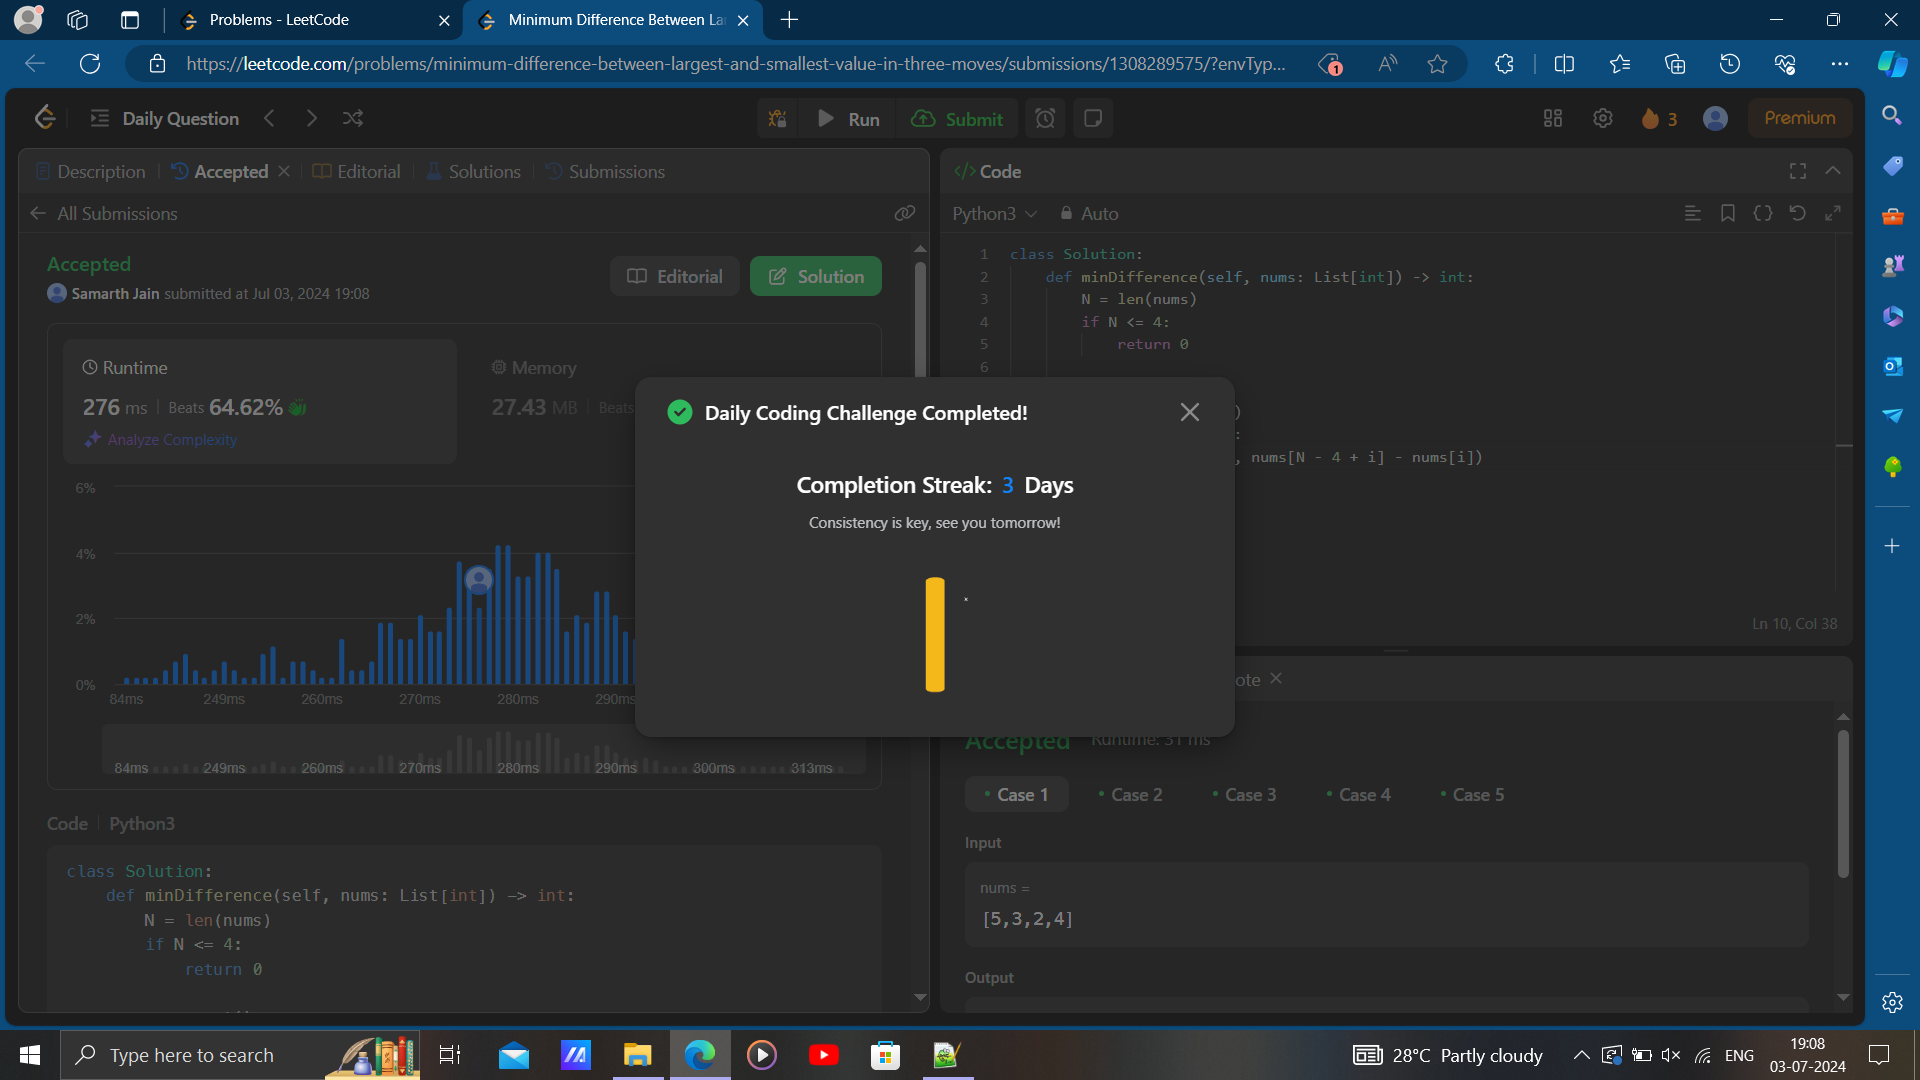 Problems - LeetCode
Minimum Difference Between La
https://leetcode.com/problems/minimum-difference-between-largest-and-smallest-value-in-three-moves/submissions/1308289575/?envTyp...
1
Daily Question
Run
Submit
3
Premium
Description
Accepted
Editorial
Solutions
Submissions
All Submissions
Accepted
Samarth Jain submitted at Jul 03, 2024 19:08
Editorial
Solution
Runtime
276 ms
Beats 64.62%
Analyze Complexity
Memory
27.43 MB
Beats
6%
4%
2%
0%
84ms 249ms 260ms 270ms 280ms 290ms
84ms 249ms 260ms 270ms 280ms 290ms 300ms 313ms
Code
Python3
class Solution:
def minDifference(self, nums: List[int]) -> int:
N = len(nums)
if N <= 4:
return 0
Daily Coding Challenge Completed!
Completion Streak: 3 Days
Consistency is key, see you tomorrow!
</> Code
Python3
Auto
1 class Solution:
2 def minDifference(self, nums: List[int]) -> int:
3 N = len(nums)
4 if N <= 4:
5 return 0
6
)
:
, nums[N - 4 + i] - nums[i])
Ln 10, Col 38
ote
Accepted
Runtime: 31 ms
Case 1
Case 2
Case 3
Case 4
Case 5
Input
nums =
[5,3,2,4]
Output
Type here to search
28°C Partly cloudy
ENG
19:08
03-07-2024